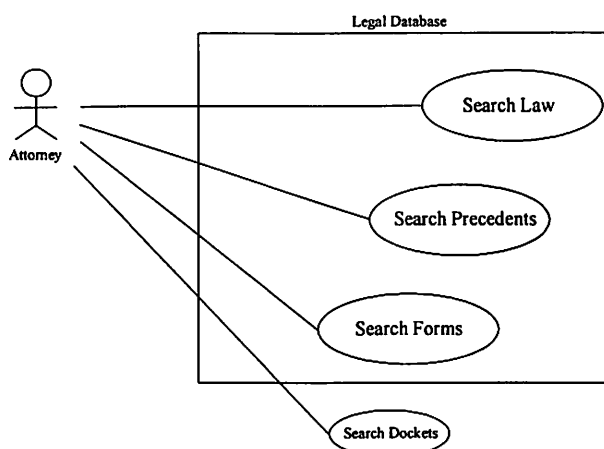 Legal Database
Search Law
Attorney
Search Precedents
Search Forms
Search Dockets